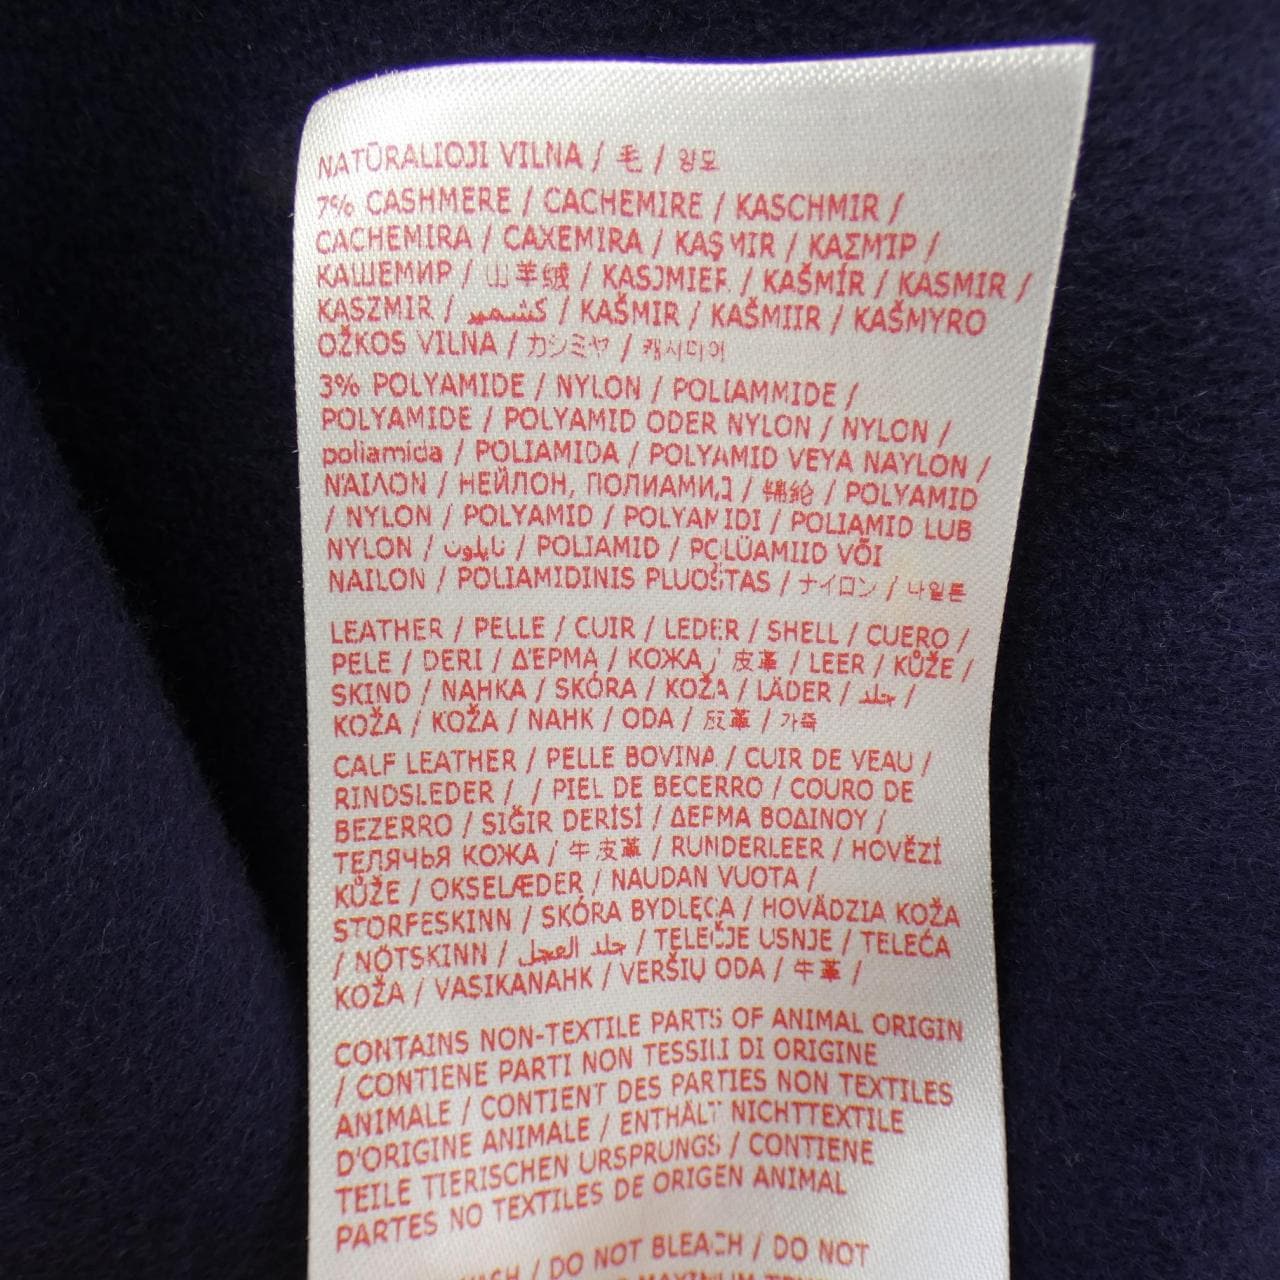 NATŪRALIOJI VILNA / 毛 / 양모
7% CASHMERE / CACHEMIRE / KASCHMIR /
CACHEMIRA / CAXEMIRA / KAŞMIR / ΚΑΣΜΊΡ /
КАШЕМИР / 山羊绒 / KASJMIER / KAŠMÍR / KASMIR /
KASZMIR / كشمير / KAŠMIR / KAŠMIIR / KAŠMYRO
OŽKOS VILNA / カシミヤ / 캐시미어
3% POLYAMIDE / NYLON / POLIAMMIDE /
POLYAMIDE / POLYAMID ODER NYLON / NYLON /
poliamida / POLIAMIDA / POLYAMID VEYA NAYLON /
ΝΆΙΛΟΝ / НЕЙЛОН, ПОЛИАМИД / 锦纶 / POLYAMID
/ NYLON / POLYAMID / POLYAMIDI / POLIAMID LUB
NYLON / نايلون / POLIAMID / POLÜAMIID VÕI
NAILON / POLIAMIDINIS PLUOŠTAS / ナイロン / 나일론
LEATHER / PELLE / CUIR / LEDER / SHELL / CUERO /
PELE / DERI / ΔΈΡΜΑ / КОЖА / 皮革 / LEER / KŮŽE /
SKIND / NAHKA / SKÓRA / KOŽA / LÄDER / جلد /
KOŽA / KOŽA / NAHK / ODA / 皮革 / 가죽
CALF LEATHER / PELLE BOVINA / CUIR DE VEAU /
RINDSLEDER / / PIEL DE BECERRO / COURO DE
BEZERRO / SIĞIR DERİSİ / ΔΕΡΜΑ ΒΟΔΙΝΟΥ /
ТЕЛЯЧЬЯ КОЖА / 牛皮革 / RUNDERLEER / HOVĚZÍ
KŮŽE / OKSELÆDER / NAUDAN VUOTA /
STORFESKINN / SKÓRA BYDLĘCA / HOVÄDZIA KOŽA
/ NÖTSKINN / جلد العجل / TELEČJE USNJE / TELEĆA
KOŽA / VASIKANAHK / VERŠIŲ ODA / 牛革 /
CONTAINS NON-TEXTILE PARTS OF ANIMAL ORIGIN
/ CONTIENE PARTI NON TESSILI DI ORIGINE
ANIMALE / CONTIENT DES PARTIES NON TEXTILES
D'ORIGINE ANIMALE / ENTHÄLT NICHTTEXTILE
TEILE TIERISCHEN URSPRUNGS / CONTIENE
PARTES NO TEXTILES DE ORIGEN ANIMAL
/ DO NOT BLEACH / DO NOT
MAXIMUM